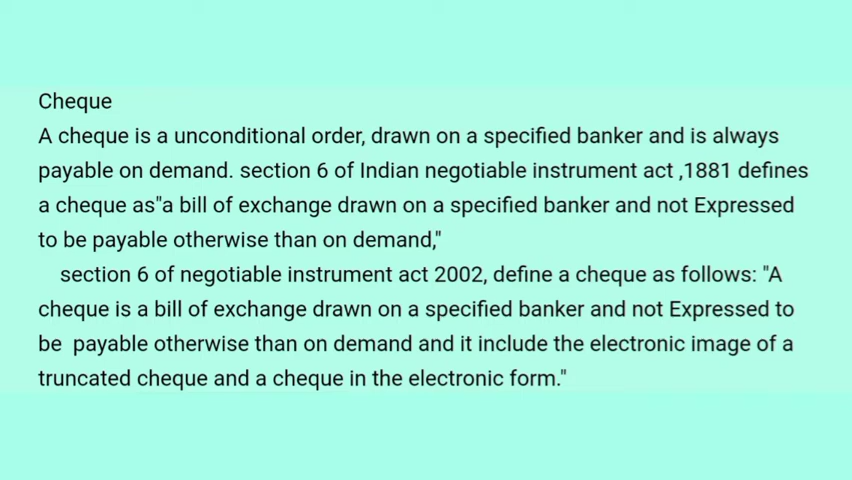 Cheque
A cheque is a unconditional order, drawn on a specified banker and is always
payable on demand. section 6 of Indian negotiable instrument act ,1881 defines
a cheque as"a bill of exchange drawn on a specified banker and not Expressed
to be payable otherwise than on demand,"
section 6 of negotiable instrument act 2002, define a cheque as follows: "A
cheque is a bill of exchange drawn on a specified banker and not Expressed to
be  payable otherwise than on demand and it include the electronic image of a
truncated cheque and a cheque in the electronic form."